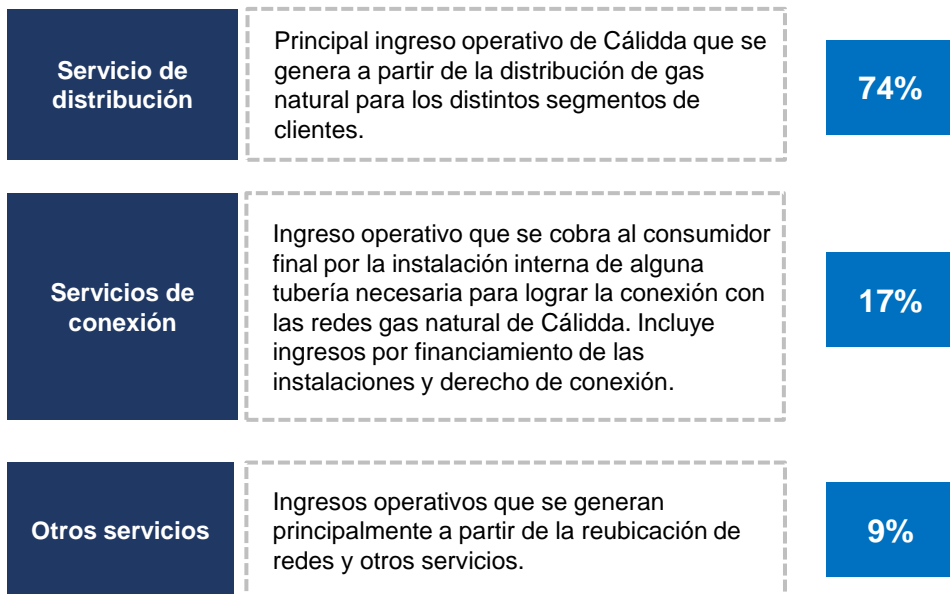 Servicio de
distribución
Principal ingreso operativo de Cálidda que se
genera a partir de la distribución de gas
natural para los distintos segmentos de
clientes.
74%
Servicios de
conexión
Ingreso operativo que se cobra al consumidor
final por la instalación interna de alguna
tubería necesaria para lograr la conexión con
las redes gas natural de Cálidda. Incluye
ingresos por financiamiento de las
instalaciones y derecho de conexión.
17%
Otros servicios
Ingresos operativos que se generan
principalmente a partir de la reubicación de
redes y otros servicios.
9%